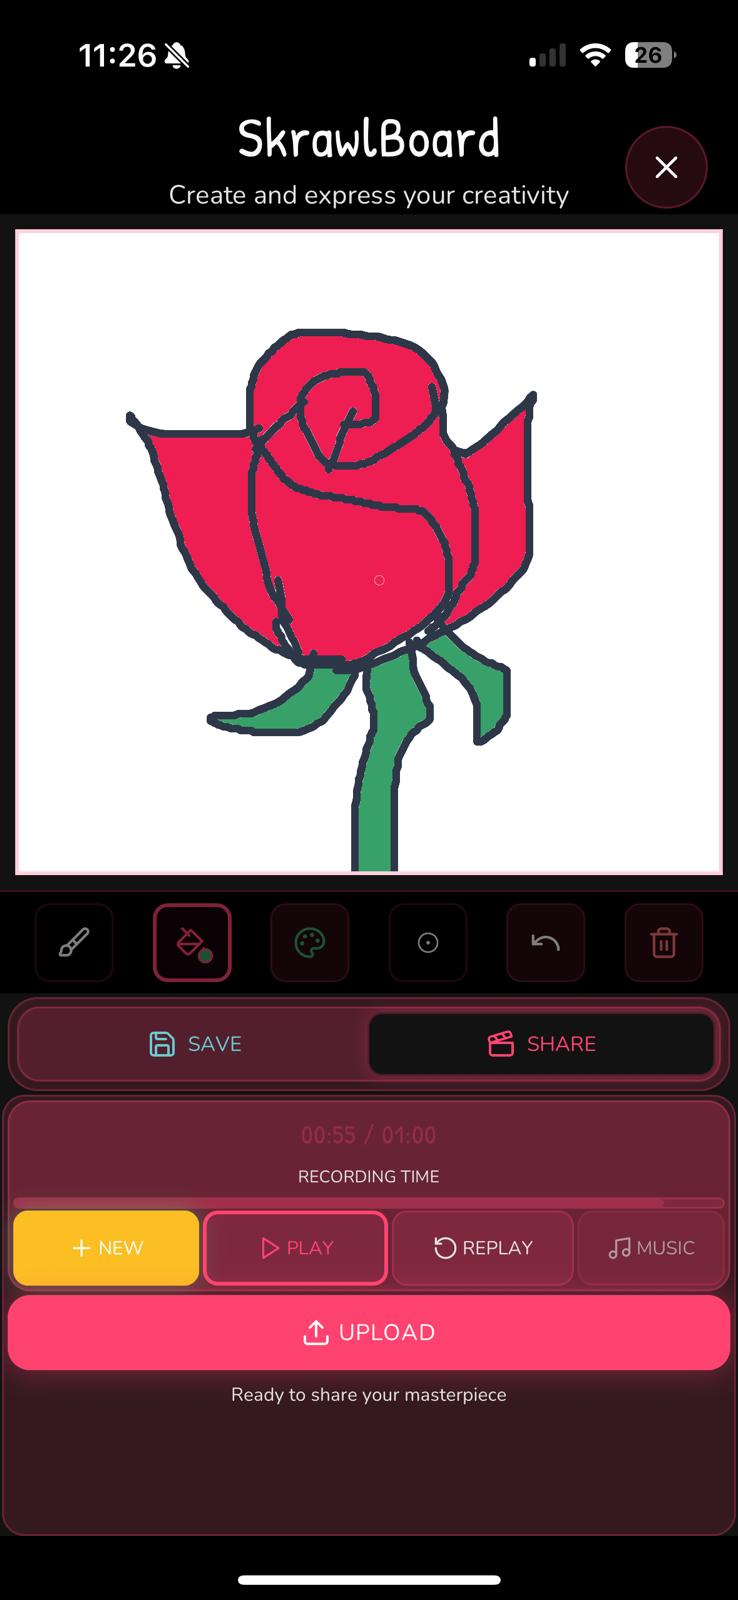 11:26
26
SkrawlBoard
Create and express your creativity
SAVE
SHARE
00:55 / 01:00
RECORDING TIME
NEW
PLAY
REPLAY
MUSIC
UPLOAD
Ready to share your masterpiece